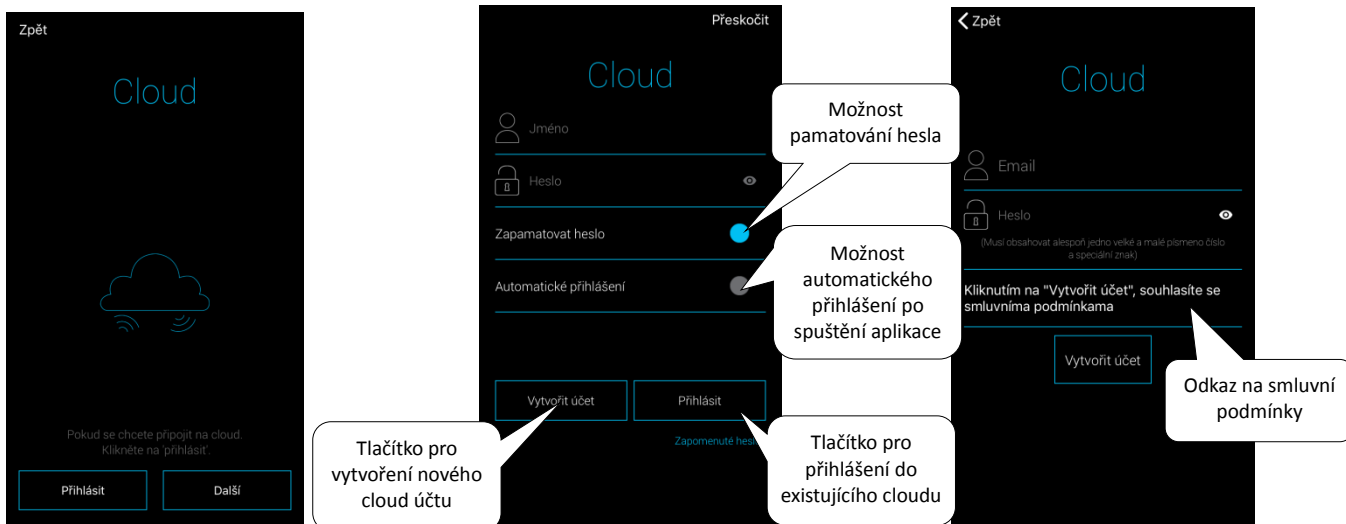 Zpět
Cloud
Pokud se chcete připojit na cloud.
Klikněte na 'přihlásit'.
Přihlásit
Další
Přeskočit
Cloud
Jméno
Heslo
Zapamatovat heslo
Automatické přihlášení
Vytvořit účet
Přihlásit
Zapomenuté
Možnost
pamatování hesla
Možnost
automatického
přihlášení po
spuštění aplikace
Tlačítko pro
vytvoření nového
cloud účtu
Tlačítko pro
přihlášení do
existujícího cloudu
Zpět
Cloud
Email
Heslo
(Musí obsahovat alespoň jedno velké a malé písmeno číslo
a speciální znak)
Kliknutím na "Vytvořit účet", souhlasíte se
smluvníma podmínkama
Vytvořit účet
Odkaz na smluvní
podmínky